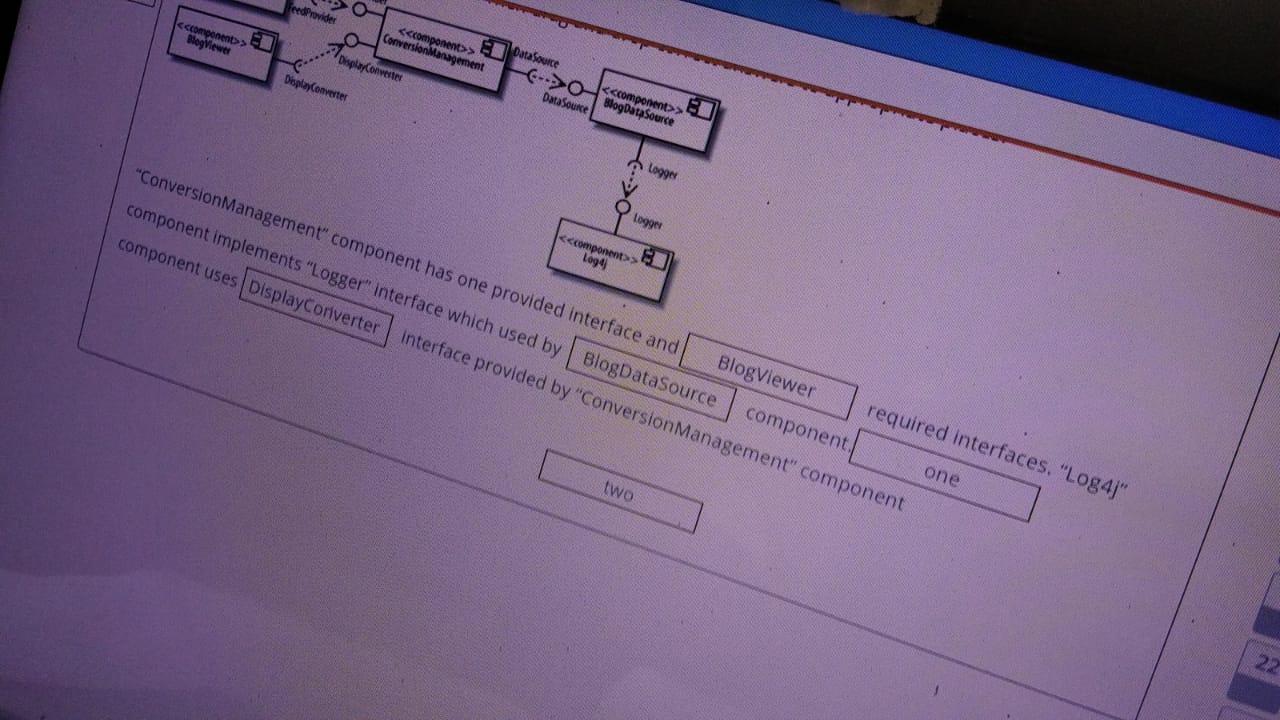 FeedProvider
<<component>>
BlogViewer
DisplayConverter
DisplayConverter
<<component>>
ConversionManagement
DataSource
DataSource
<<component>>
BlogDataSource
Logger
Logger
<<component>>
Log4j
“ConversionManagement” component has one provided interface and BlogViewer required interfaces. “Log4j”
component implements “Logger” interface which used by BlogDataSource component. one
component uses DisplayConverter interface provided by “ConversionManagement” component
two
22